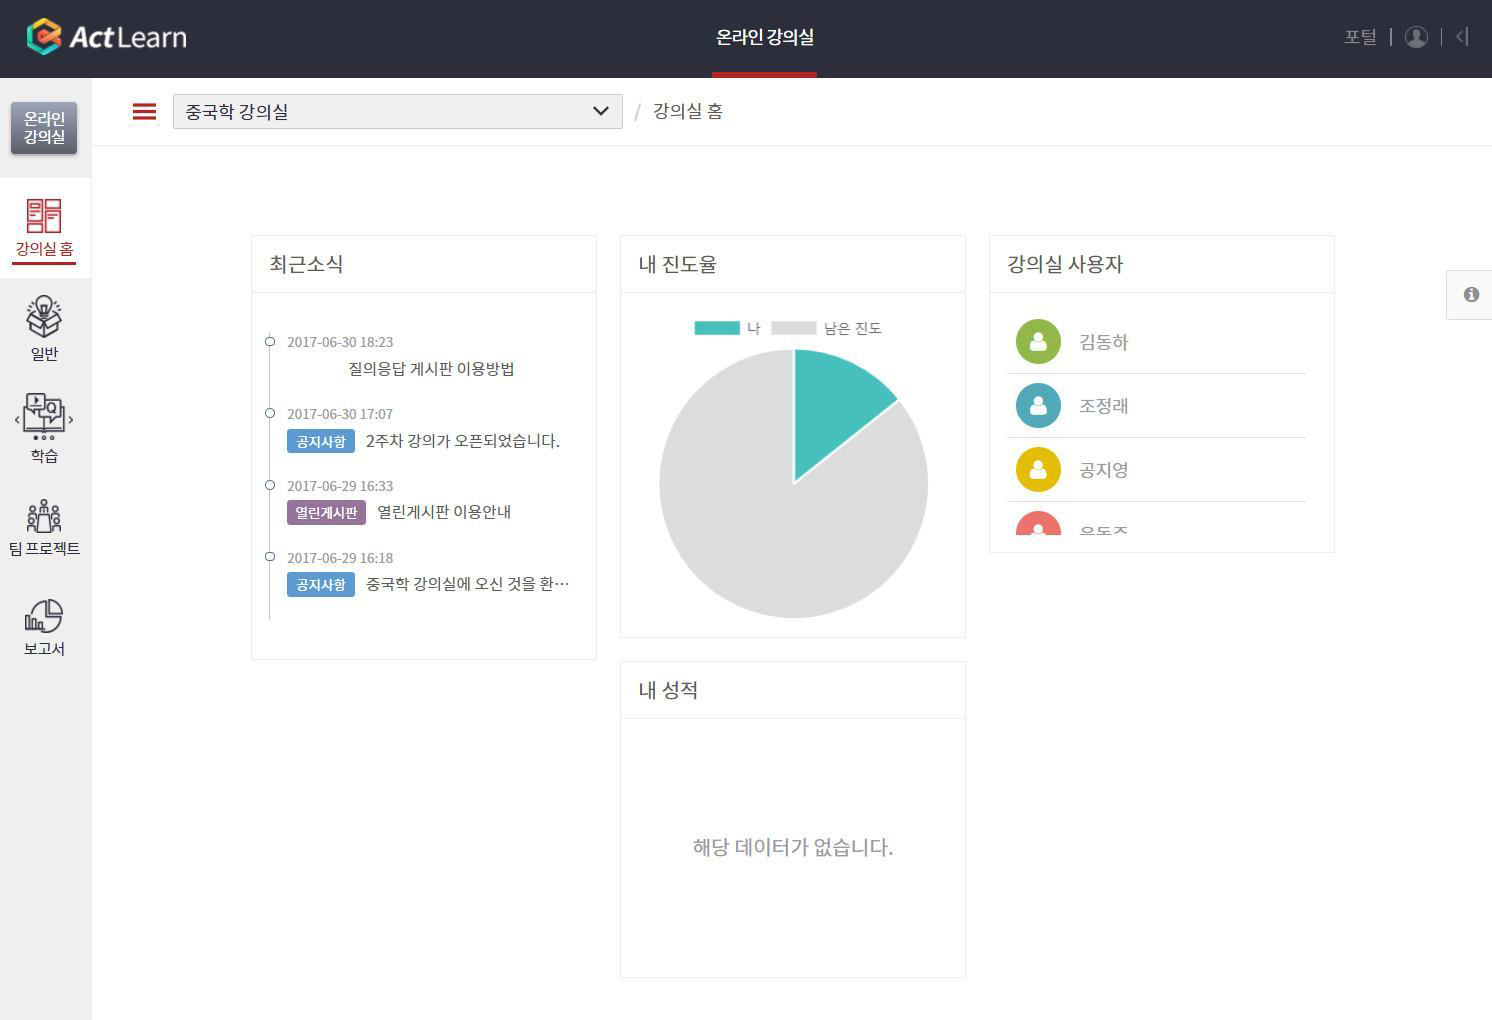 ActLearn
온라인 강의실
포털
온라인
강의실
중국학 강의실
/ 강의실 홈
강의실 홈
일반
학습
팀 프로젝트
보고서
최근소식
2017-06-30 18:23
질의응답 게시판 이용방법
2017-06-30 17:07
공지사항 2주차 강의가 오픈되었습니다.
2017-06-29 16:33
열린게시판 열린게시판 이용안내
2017-06-29 16:18
공지사항 중국학 강의실에 오신 것을 환…
내 진도율
나 남은 진도
내 성적
해당 데이터가 없습니다.
강의실 사용자
김동하
조정래
공지영